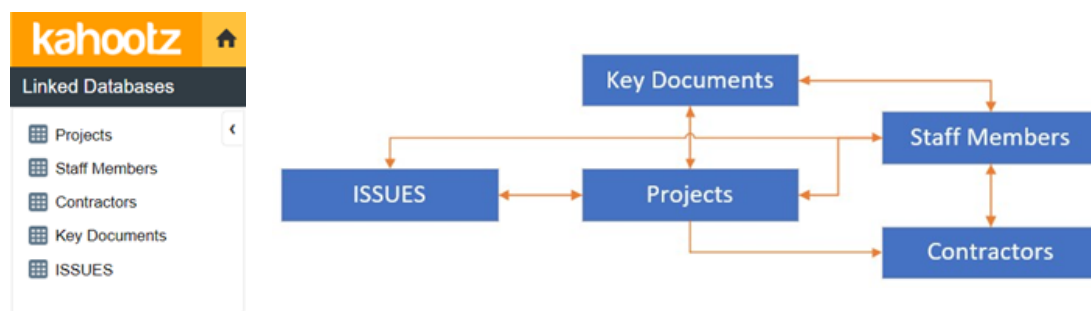 kahootz
Linked Databases
Projects
Staff Members
Contractors
Key Documents
ISSUES
Key Documents
Staff Members
ISSUES
Projects
Contractors